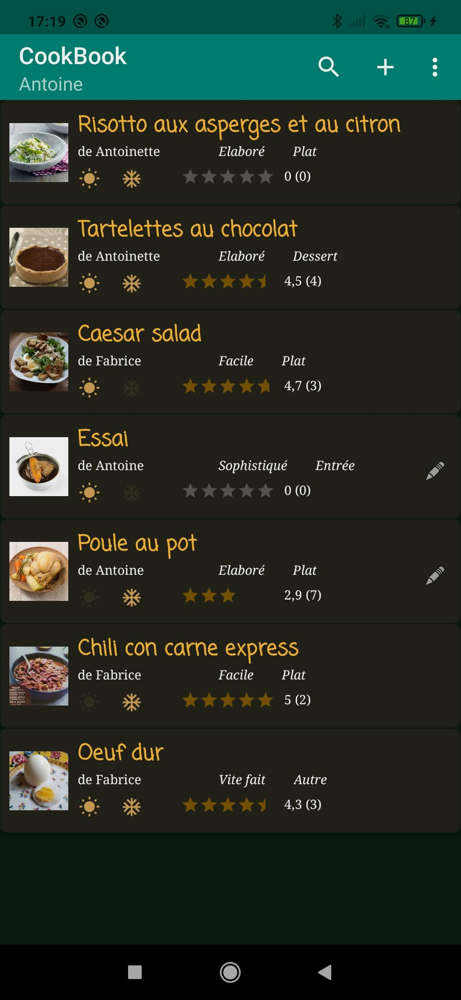 17:19
87
CookBook
Antoine
Risotto aux asperges et au citron
de Antoinette Elaboré Plat
0 (0)
Tartelettes au chocolat
de Antoinette Elaboré Dessert
4,5 (4)
Caesar salad
de Fabrice Facile Plat
4,7 (3)
Essai
de Antoine Sophistiqué Entrée
0 (0)
Poule au pot
de Antoine Elaboré Plat
2,9 (7)
Chili con carne express
de Fabrice Facile Plat
5 (2)
Viande
Oeuf dur
de Fabrice Vite fait Autre
4,3 (3)